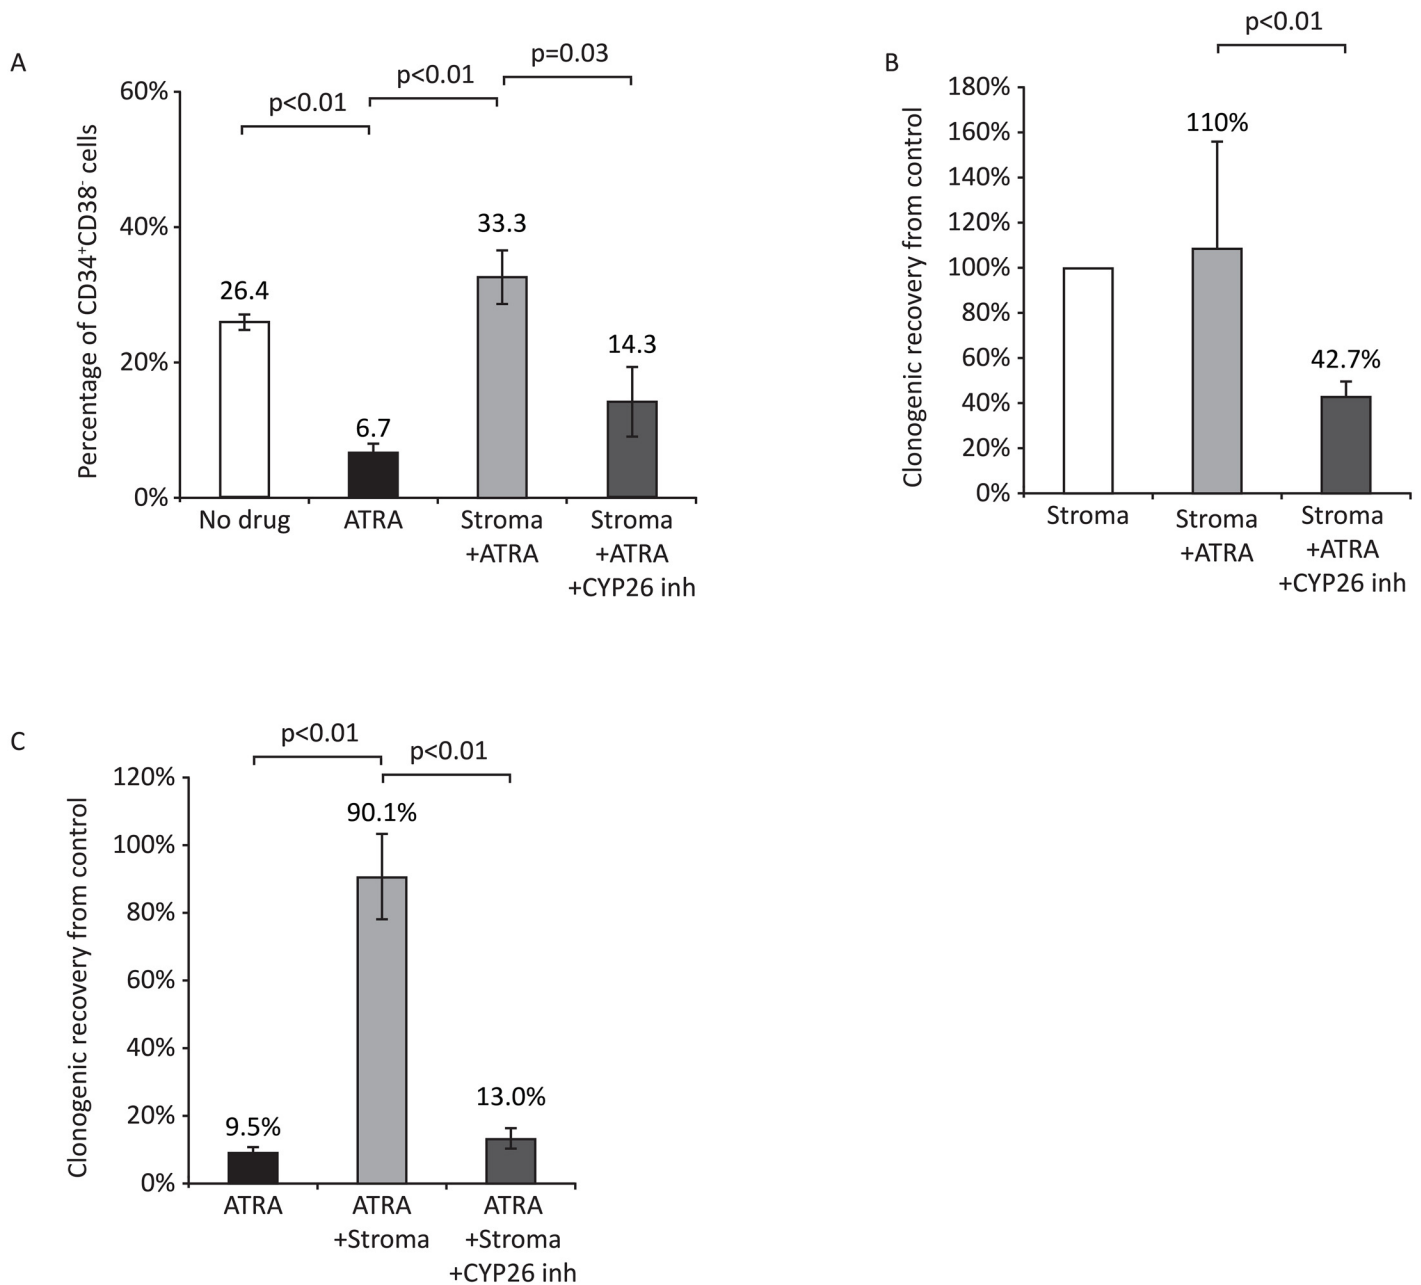 A
p<0.01
p<0.01
p=0.03
Percentage of CD34⁺CD38⁻ cells
60%
40%
20%
0%
26.4
6.7
33.3
14.3
No drug
ATRA
Stroma
+ATRA
Stroma
+ATRA
+CYP26 inh
B
p<0.01
Clonogenic recovery from control
180%
160%
140%
120%
100%
80%
60%
40%
20%
0%
110%
42.7%
Stroma
Stroma
+ATRA
Stroma
+ATRA
+CYP26 inh
C
p<0.01
p<0.01
Clonogenic recovery from control
120%
100%
80%
60%
40%
20%
0%
9.5%
90.1%
13.0%
ATRA
ATRA
+Stroma
ATRA
+Stroma
+CYP26 inh